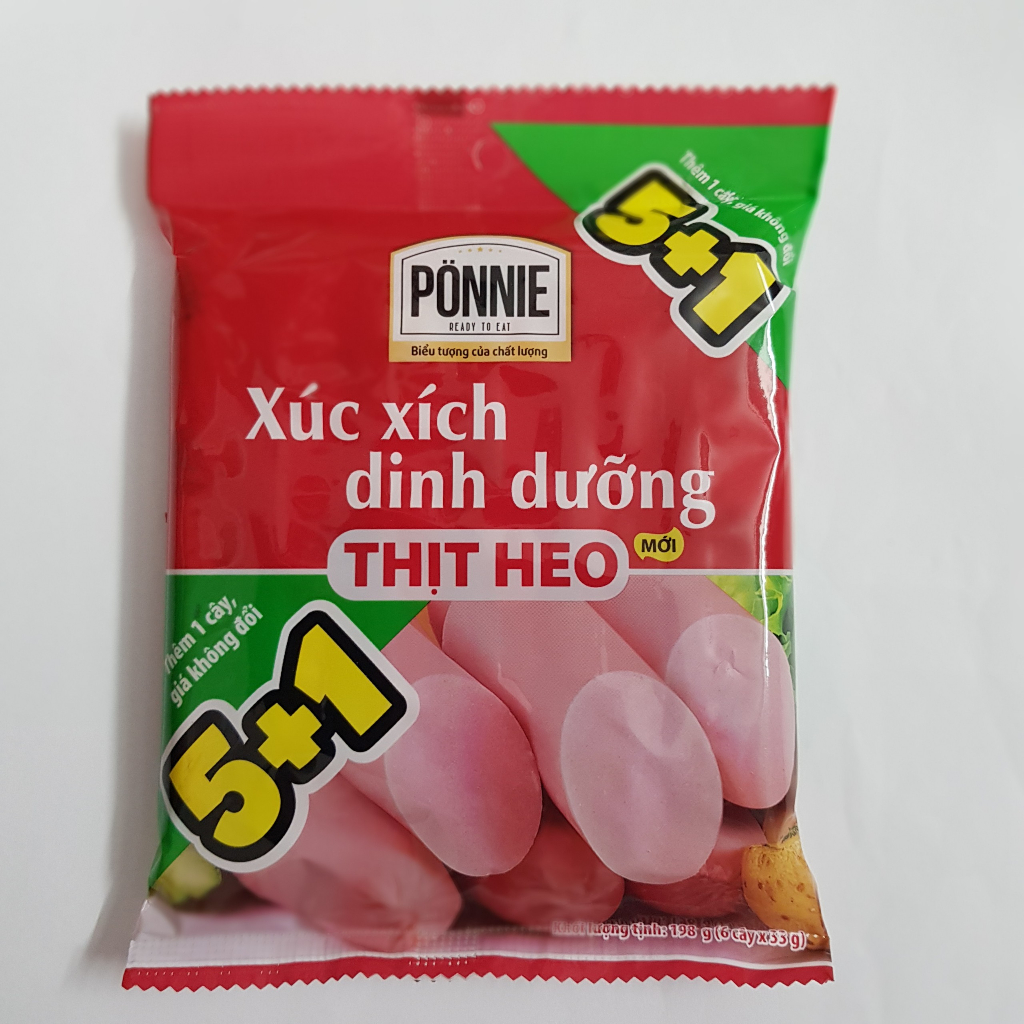 Thêm 1 cây, giá không đổi
5+1
PÖNNIE
READY TO EAT
Biểu tượng của chất lượng
Xúc xích
dinh dưỡng
THỊT HEO
MỚI
Thêm 1 cây,
giá không đổi
5+1
Khối lượng tịnh: 198 g (6 cây x 33 g)